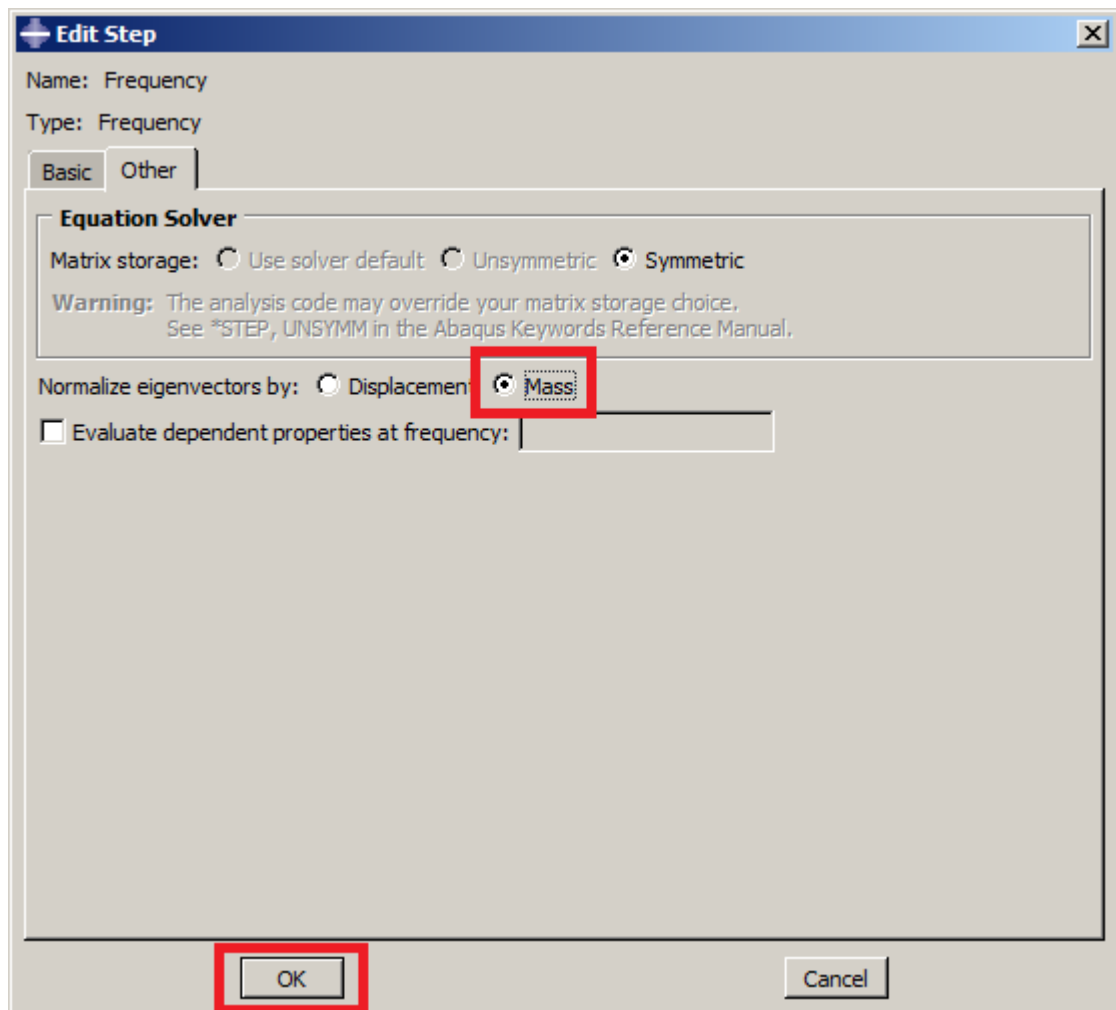 Edit Step
Name: Frequency
Type: Frequency
Basic Other
Equation Solver
Matrix storage: Use solver default Unsymmetric Symmetric
Warning: The analysis code may override your matrix storage choice.
See *STEP, UNSYMM in the Abaqus Keywords Reference Manual.
Normalize eigenvectors by: Displacement Mass
Evaluate dependent properties at frequency:
OK Cancel